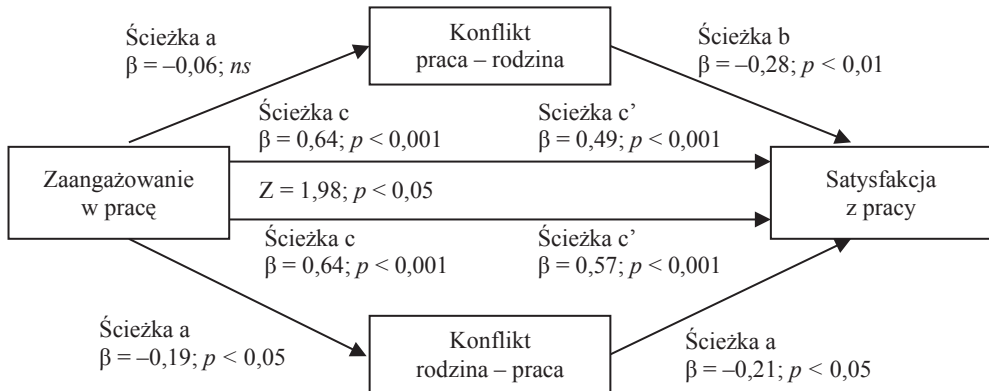 Ścieżka a
β = –0,06; ns
Konflikt
praca – rodzina
Ścieżka b
β = –0,28; p < 0,01
Ścieżka c
β = 0,64; p < 0,001
Ścieżka c’
β = 0,49; p < 0,001
Zaangażowanie
w pracę
Z = 1,98; p < 0,05
Satysfakcja
z pracy
Ścieżka c
β = 0,64; p < 0,001
Ścieżka c’
β = 0,57; p < 0,001
Ścieżka a
β = –0,19; p < 0,05
Konflikt
rodzina – praca
Ścieżka a
β = –0,21; p < 0,05